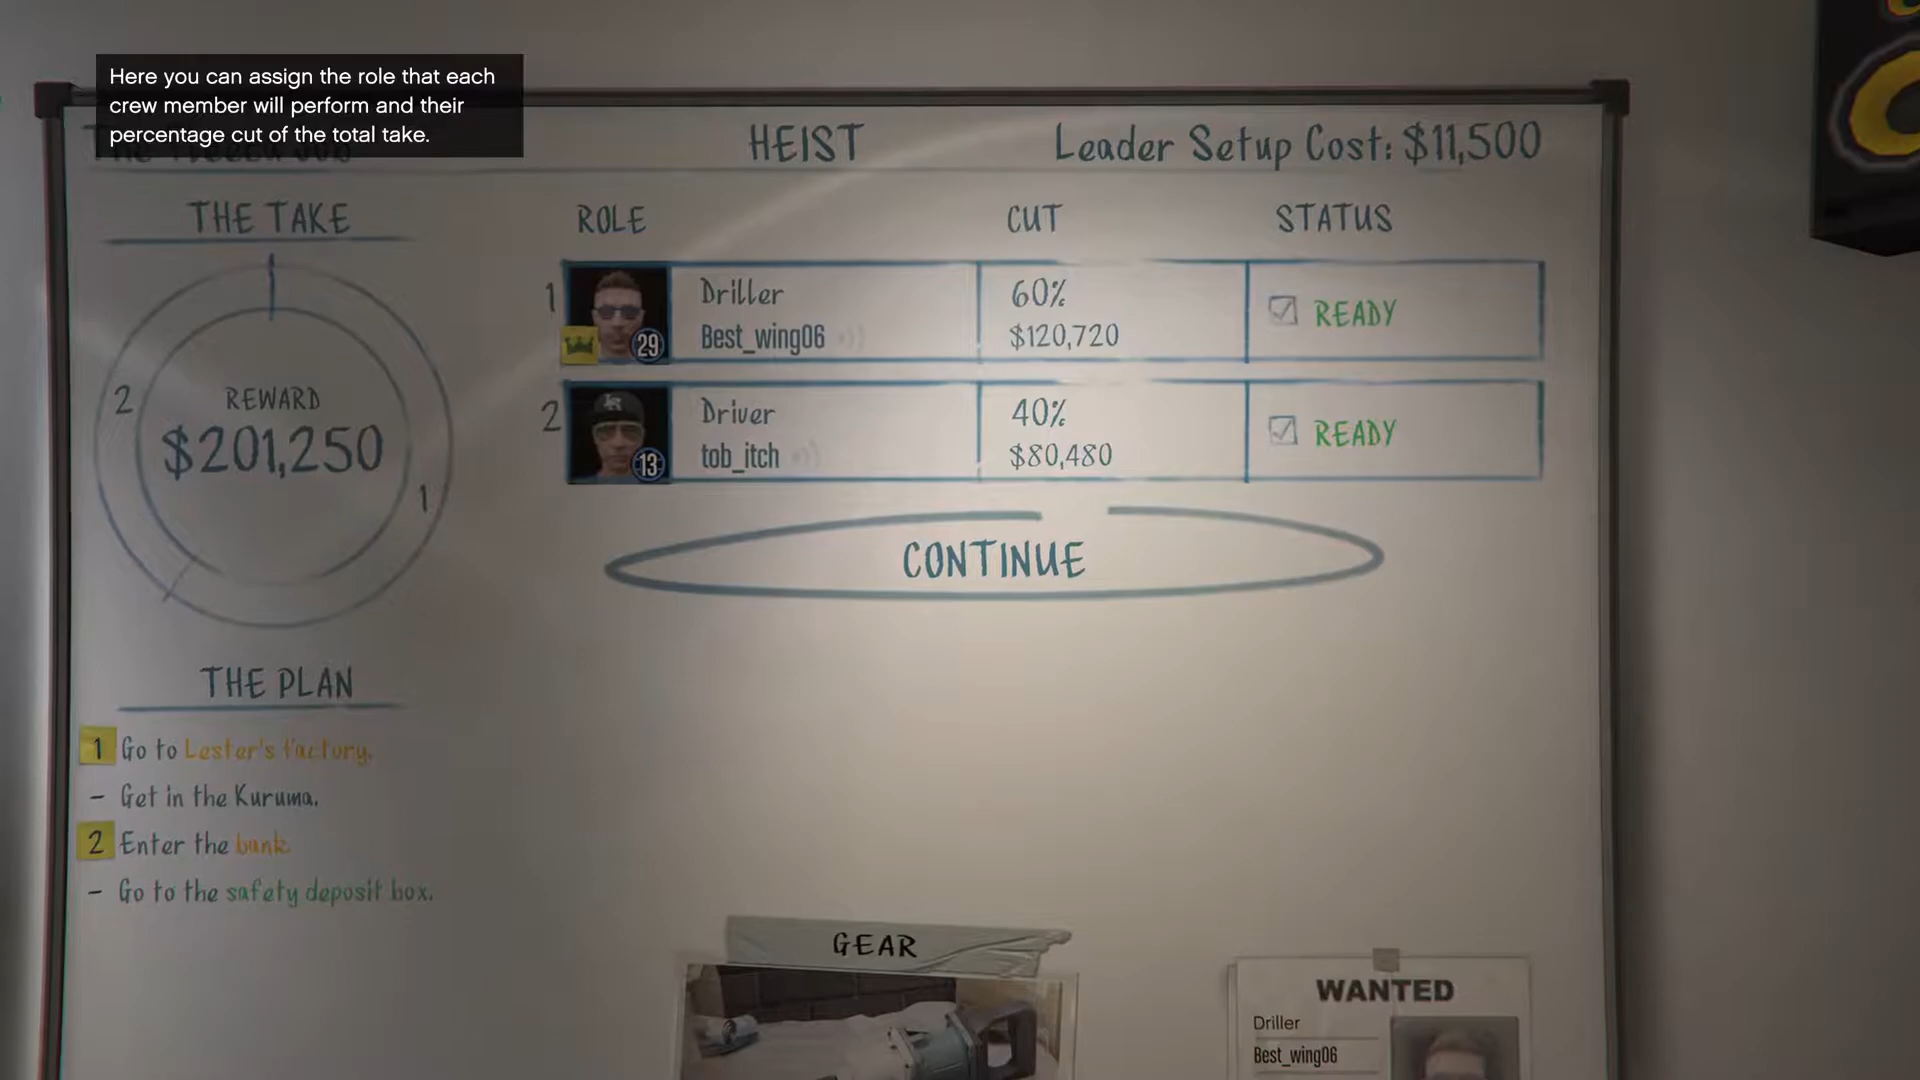 Here you can assign the role that each
crew member will perform and their
percentage cut of the total take.
HEIST
Leader Setup Cost: $11,500
THE TAKE
ROLE
CUT
STATUS
1
Driller
60%
READY
29
Best_wing06
$120,720
2
Driver
40%
READY
13
tob_itch
$80,480
REWARD
$201,250
2
1
CONTINUE
THE PLAN
1 Go to Lester's factory.
- Get in the Kuruma.
2 Enter the bank.
- Go to the safety deposit box.
GEAR
WANTED
Driller
Best_wing06